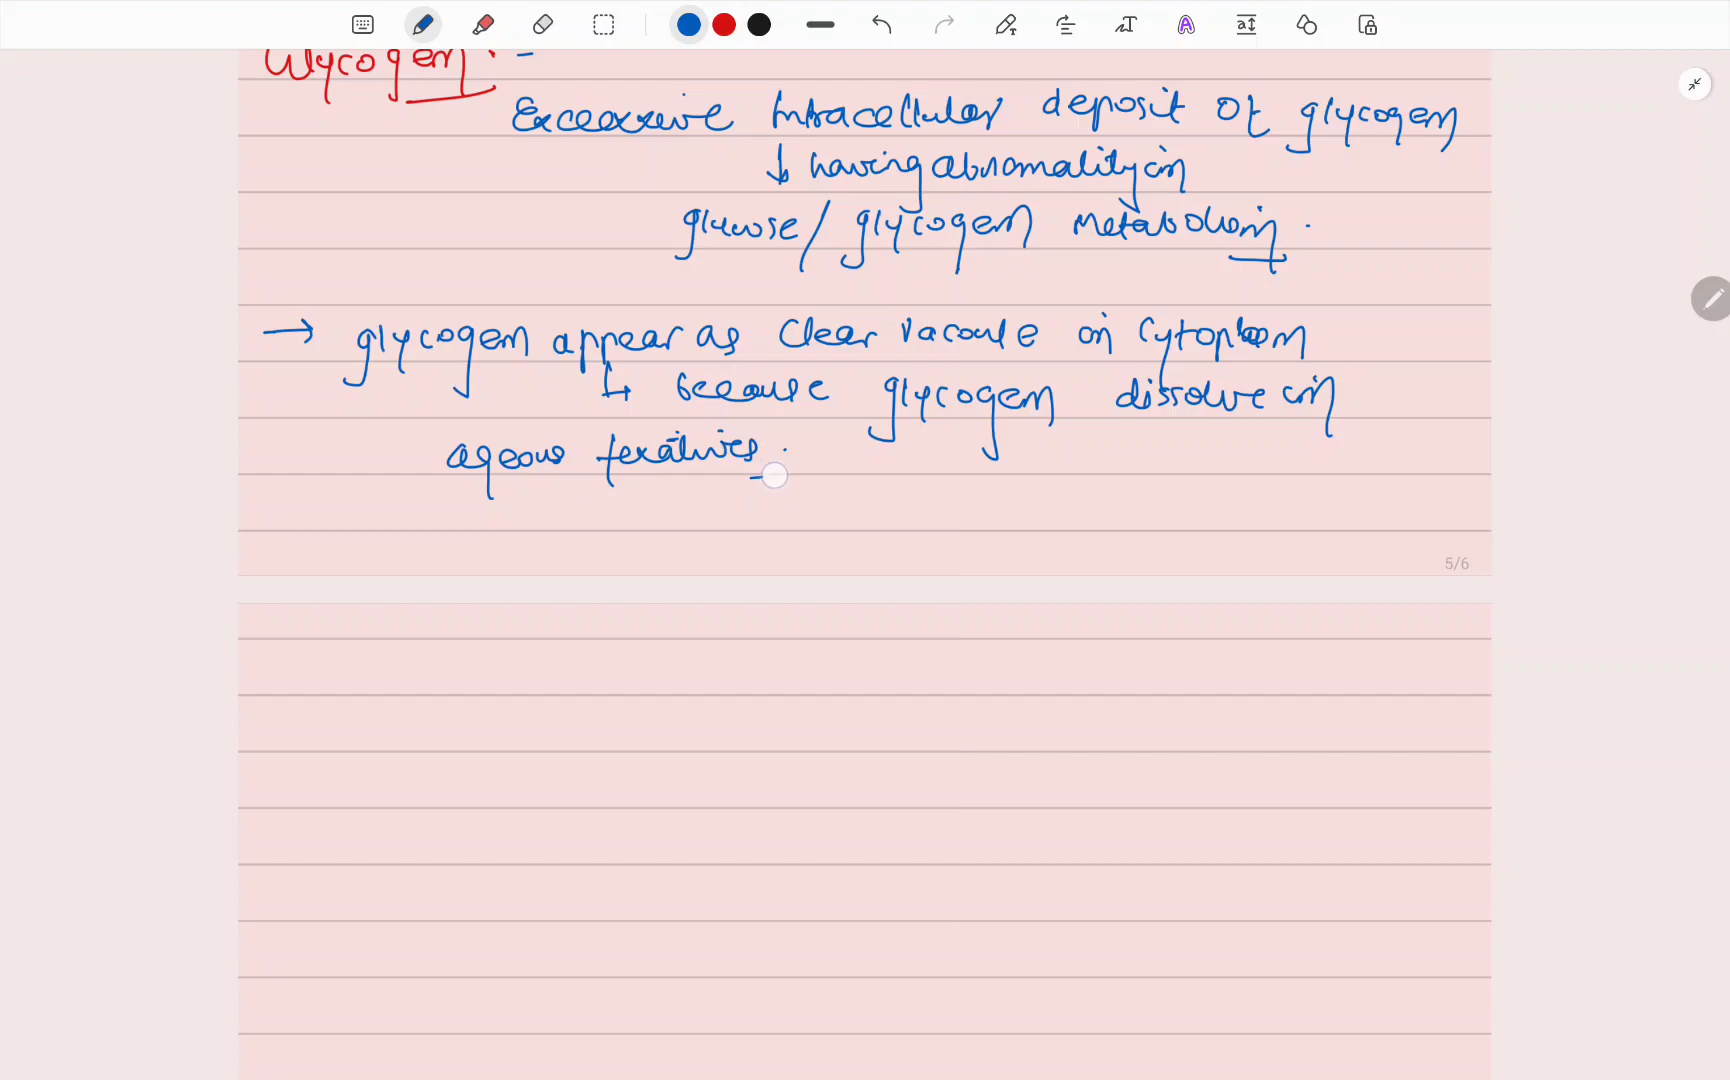 Glycogen :-
Excessive Intracellular deposit of glycogen
↓ having abnomality in
glucose/ glycogen metabolism.
→ glycogen appear as clear vacoule in cytoplasm
↳ because glycogen dissolve in
aqeous fixatives.
5/6